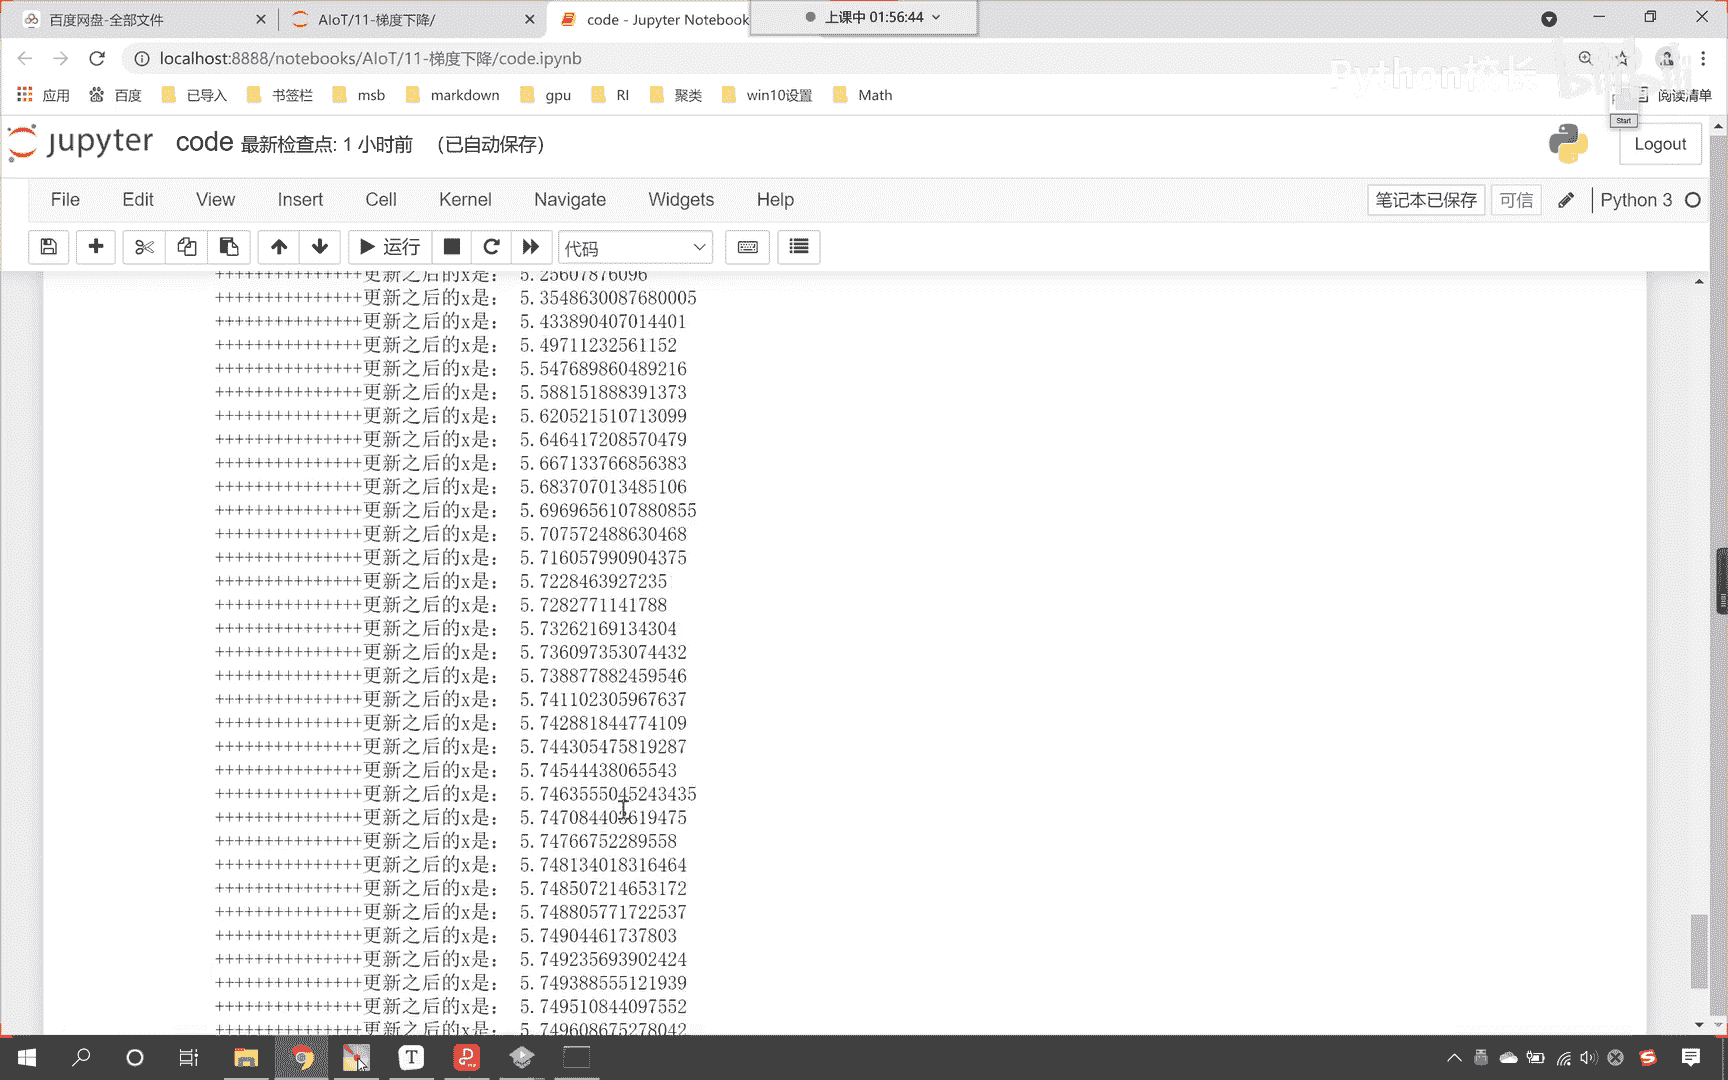 百度网盘-全部文件
AIoT/11-梯度下降/
code - Jupyter Notebook
上课中 01:56:44
localhost:8888/notebooks/AIoT/11-梯度下降/code.ipynb
Python校长
应用 百度 已导入 书签栏 msb markdown gpu RI 聚类 win10设置 Math 阅读清单
Start
jupyter code 最新检查点: 1 小时前 (已自动保存)
Logout
File Edit View Insert Cell Kernel Navigate Widgets Help 笔记本已保存 可信 Python 3
运行 代码
+++++++++++++++更新之后的x是: 5.25607876096
+++++++++++++++更新之后的x是: 5.3548630087680005
+++++++++++++++更新之后的x是: 5.433890407014401
+++++++++++++++更新之后的x是: 5.49711232561152
+++++++++++++++更新之后的x是: 5.547689860489216
+++++++++++++++更新之后的x是: 5.588151888391373
+++++++++++++++更新之后的x是: 5.620521510713099
+++++++++++++++更新之后的x是: 5.646417208570479
+++++++++++++++更新之后的x是: 5.667133766856383
+++++++++++++++更新之后的x是: 5.683707013485106
+++++++++++++++更新之后的x是: 5.6969656107880855
+++++++++++++++更新之后的x是: 5.707572488630468
+++++++++++++++更新之后的x是: 5.716057990904375
+++++++++++++++更新之后的x是: 5.7228463927235
+++++++++++++++更新之后的x是: 5.7282771141788
+++++++++++++++更新之后的x是: 5.73262169134304
+++++++++++++++更新之后的x是: 5.736097353074432
+++++++++++++++更新之后的x是: 5.738877882459546
+++++++++++++++更新之后的x是: 5.741102305967637
+++++++++++++++更新之后的x是: 5.742881844774109
+++++++++++++++更新之后的x是: 5.744305475819287
+++++++++++++++更新之后的x是: 5.74544438065543
+++++++++++++++更新之后的x是: 5.7463555045243435
+++++++++++++++更新之后的x是: 5.747084403619475
+++++++++++++++更新之后的x是: 5.74766752289558
+++++++++++++++更新之后的x是: 5.748134018316464
+++++++++++++++更新之后的x是: 5.748507214653172
+++++++++++++++更新之后的x是: 5.748805771722537
+++++++++++++++更新之后的x是: 5.74904461737803
+++++++++++++++更新之后的x是: 5.749235693902424
+++++++++++++++更新之后的x是: 5.749388555121939
+++++++++++++++更新之后的x是: 5.749510844097552
+++++++++++++++更新之后的x是: 5.749608675278042